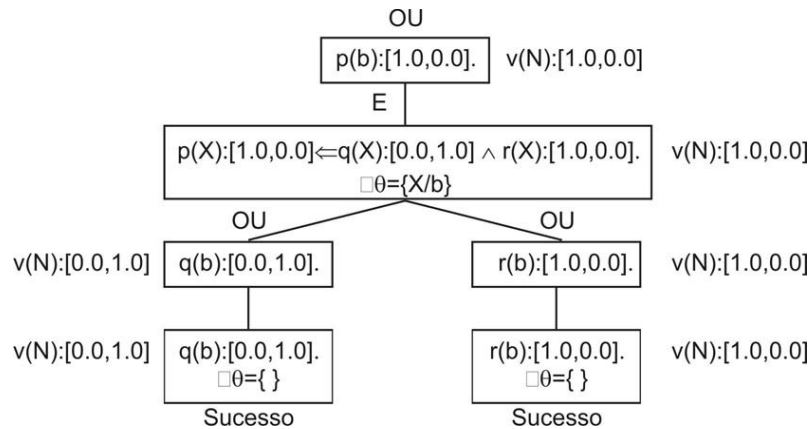 OU
p(b):[1.0,0.0]. v(N):[1.0,0.0]
E
p(X):[1.0,0.0]⇐q(X):[0.0,1.0] ∧ r(X):[1.0,0.0]. v(N):[1.0,0.0]
□θ={X/b}
OU OU
v(N):[0.0,1.0] q(b):[0.0,1.0]. r(b):[1.0,0.0]. v(N):[1.0,0.0]
v(N):[0.0,1.0] q(b):[0.0,1.0]. r(b):[1.0,0.0]. v(N):[1.0,0.0]
□θ={ } □θ={ }
Sucesso Sucesso